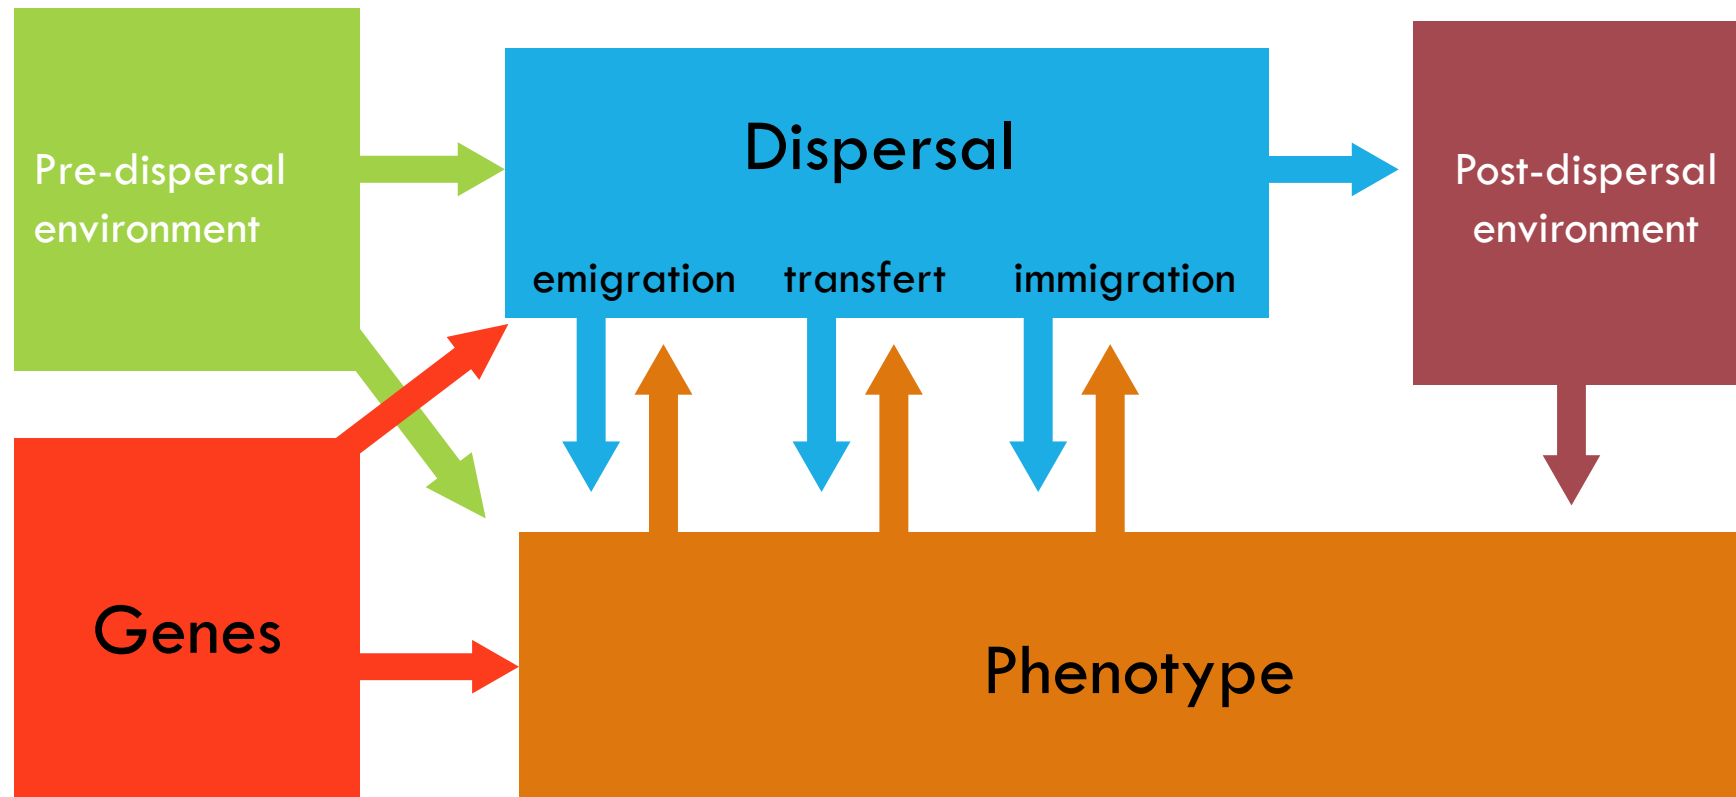 Pre-dispersal
environment
Dispersal
emigration transfert immigration
Post-dispersal
environment
Genes
Phenotype